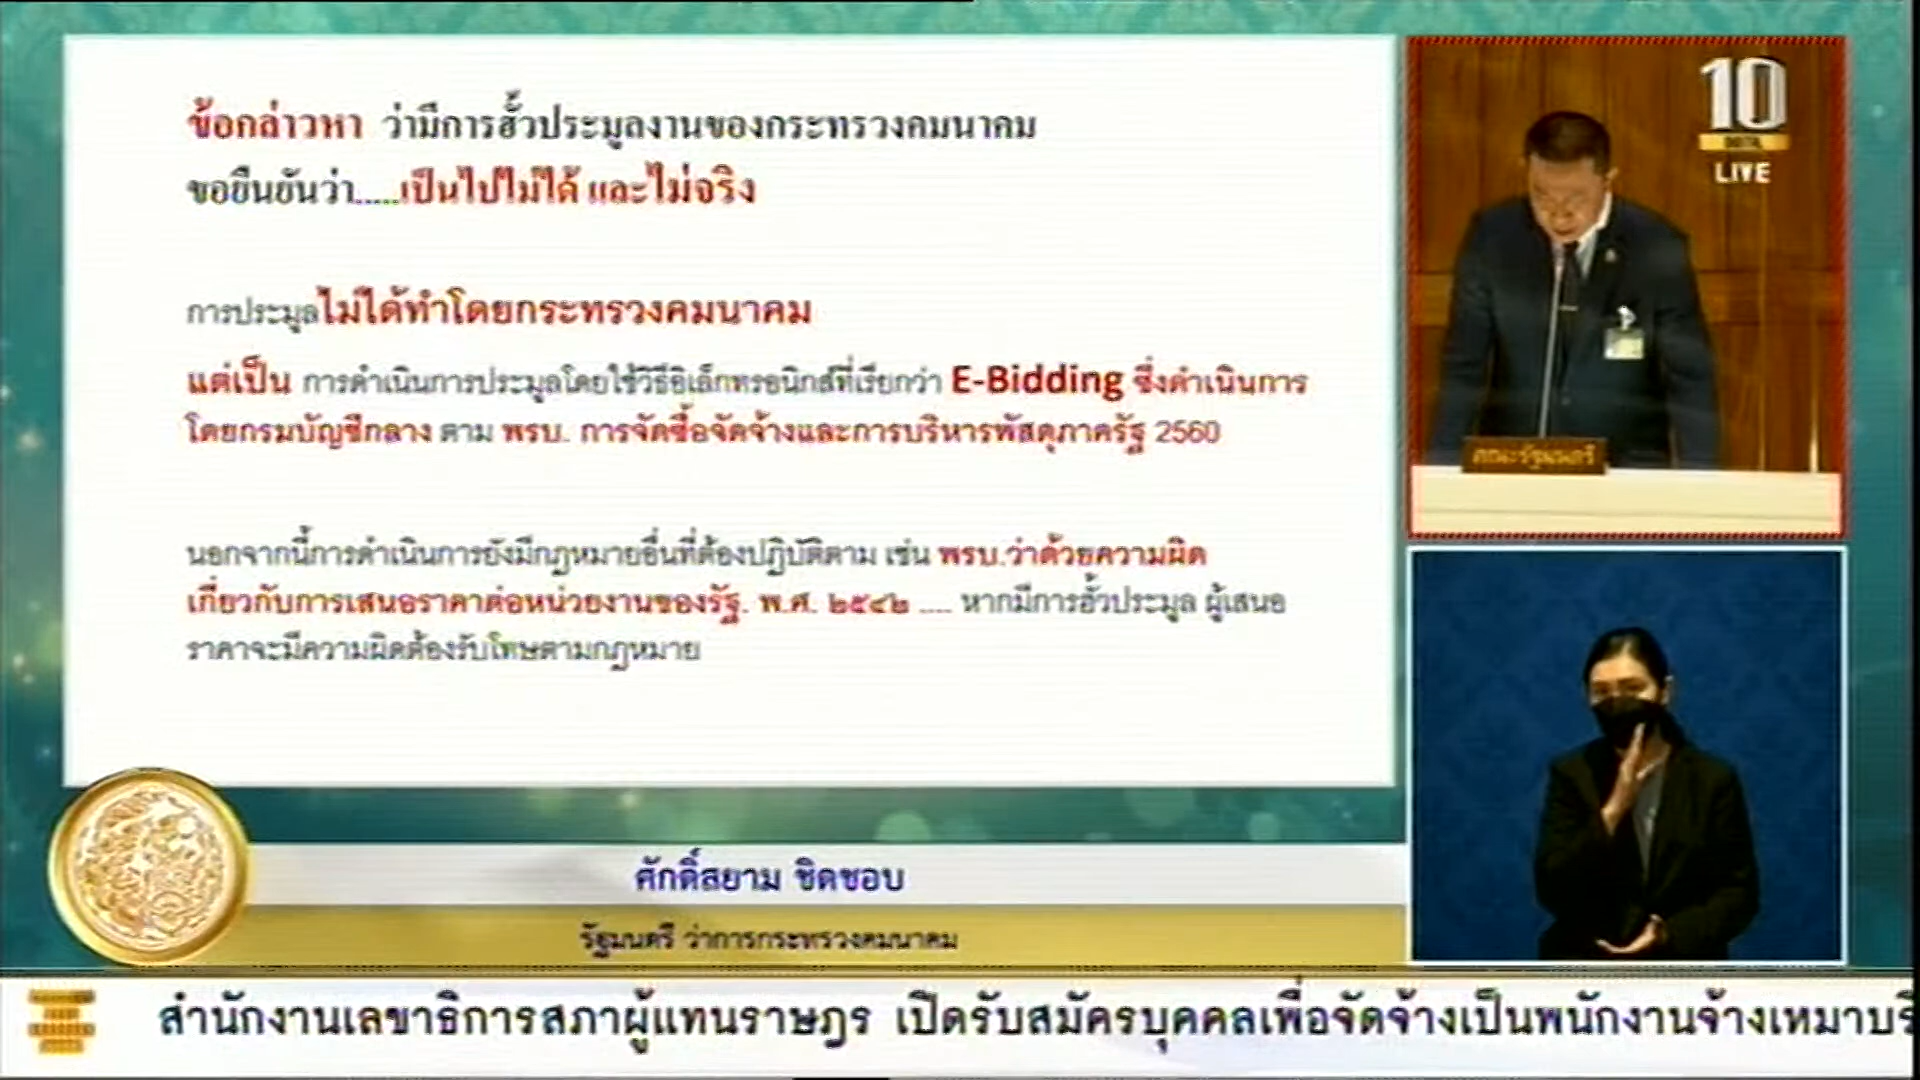 ข้อกล่าวหา ว่ามีการฮั้วประมูลงานของกระทรวงคมนาคม
ขอยืนยันว่า.....เป็นไปไม่ได้ และไม่จริง
การประมูลไม่ได้ทำโดยกระทรวงคมนาคม
แต่เป็น การดำเนินการประมูลโดยใช้วิธีอิเล็กทรอนิกส์ที่เรียกว่า E-Bidding ซึ่งดำเนินการ
โดยกรมบัญชีกลาง ตาม พรบ. การจัดซื้อจัดจ้างและการบริหารพัสดุภาครัฐ 2560
นอกจากนี้การดำเนินการยังมีกฎหมายอื่นที่ต้องปฏิบัติตาม เช่น พรบ.ว่าด้วยความผิด
เกี่ยวกับการเสนอราคาต่อหน่วยงานของรัฐ. พ.ศ. ๒๕๔๒ .... หากมีการฮั้วประมูล ผู้เสนอ
ราคาจะมีความผิดต้องรับโทษตามกฎหมาย
10
LIVE
คณะรัฐมนตรี
ศักดิ์สยาม ชิดชอบ
รัฐมนตรี ว่าการกระทรวงคมนาคม
สำนักงานเลขาธิการสภาผู้แทนราษฎร เปิดรับสมัครบุคคลเพื่อจัดจ้างเป็นพนักงานจ้างเหมาบริ